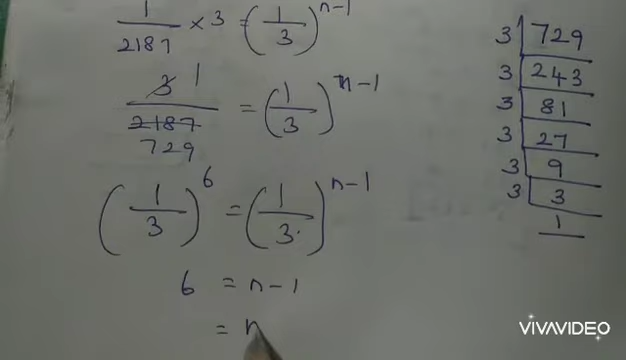 1/2187 × 3 = (1/3)^(n-1)
3 1/2187 729 = (1/3)^(n-1)
(1/3)^6 = (1/3)^(n-1)
6 = n-1
= n
3 | 729
3 | 243
3 | 81
3 | 27
3 | 9
3 | 3
1
VIVAVIDEO